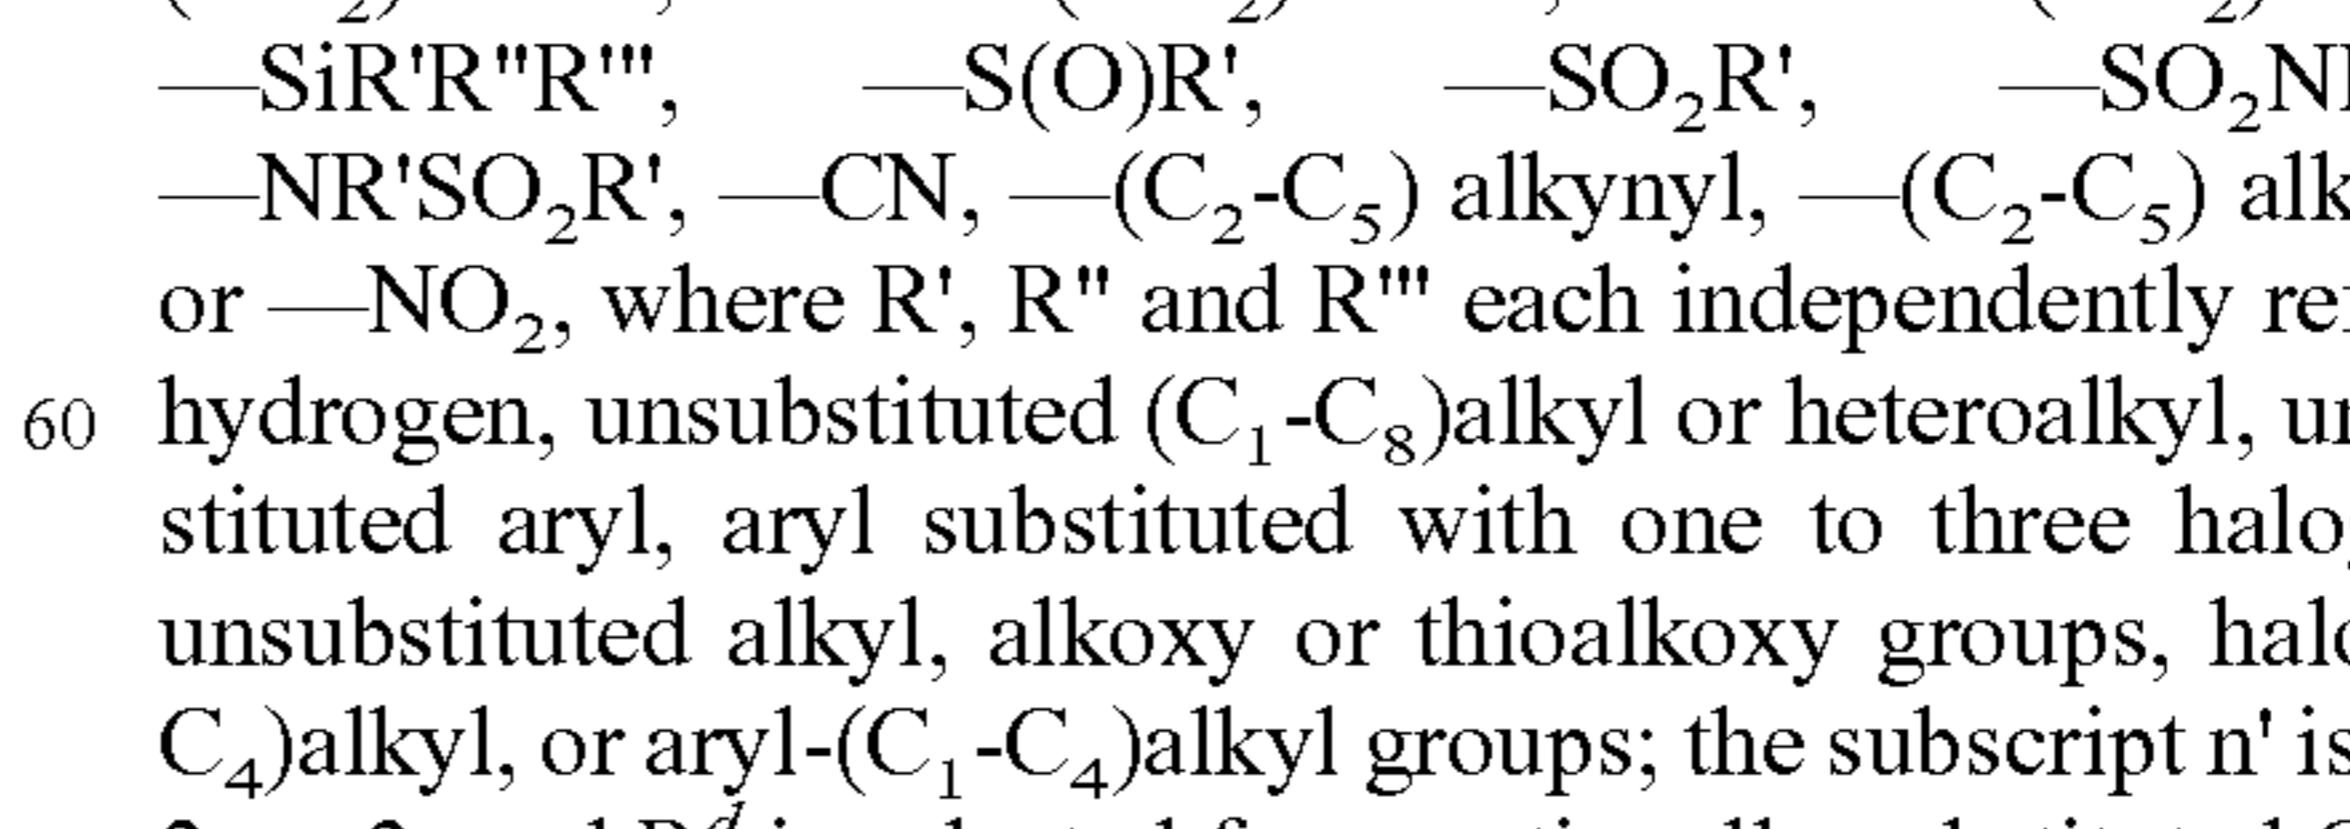 —SiR'R"R"', —S(O)R', —SO₂R', —SO₂N
—NR'SO₂R', —CN, —(C₂-C₅) alkynyl, —(C₂-C₅) alk
or —NO₂, where R', R" and R"' each independently re
60 hydrogen, unsubstituted (C₁-C₈)alkyl or heteroalkyl, u
stituted aryl, aryl substituted with one to three halo
unsubstituted alkyl, alkoxy or thioalkoxy groups, hal
C₄)alkyl, or aryl-(C₁-C₄)alkyl groups; the subscript n' is